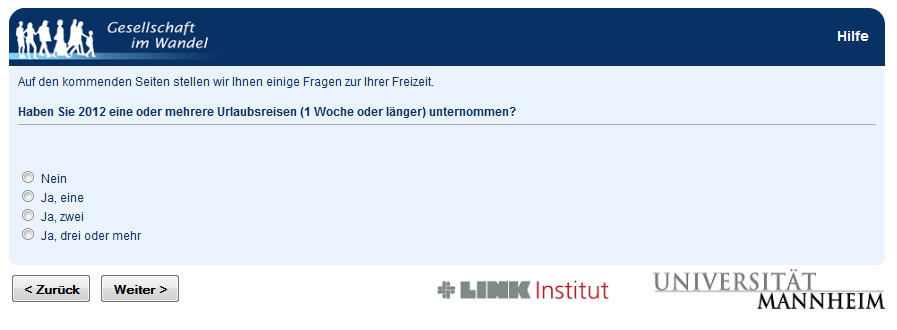 Gesellschaft
im Wandel
Hilfe
Auf den kommenden Seiten stellen wir Ihnen einige Fragen zur Ihrer Freizeit.
Haben Sie 2012 eine oder mehrere Urlaubsreisen (1 Woche oder länger) unternommen?
Nein
Ja, eine
Ja, zwei
Ja, drei oder mehr
< Zurück
Weiter >
LINK Institut
UNIVERSITÄT
MANNHEIM